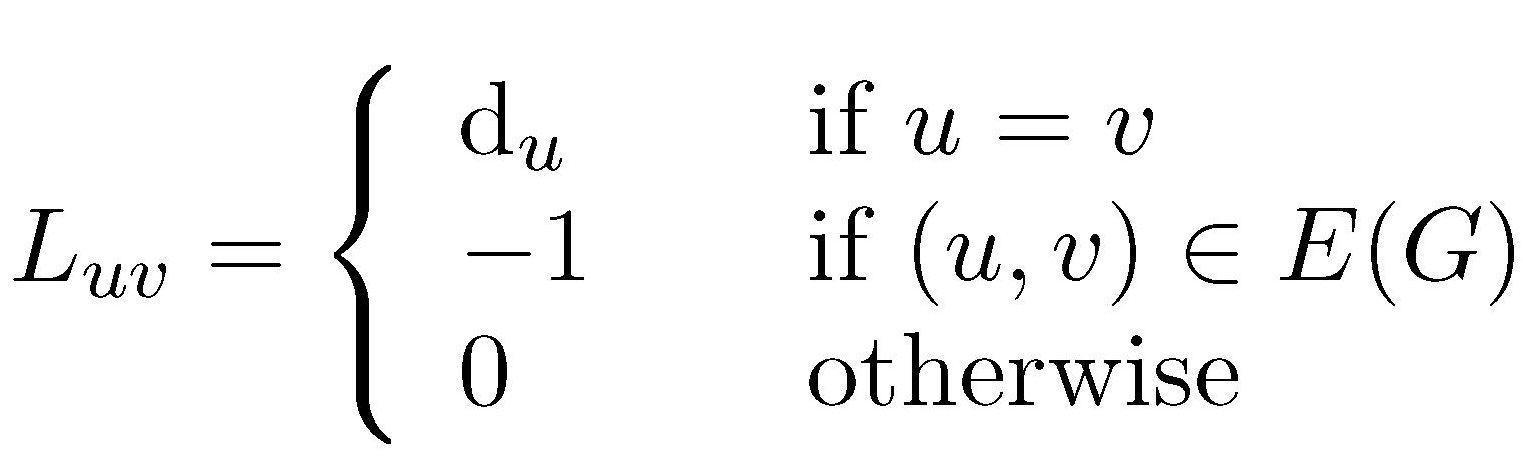 d_u if u = v
L_{uv} = { −1 if (u, v) ∈ E(G)
0 otherwise